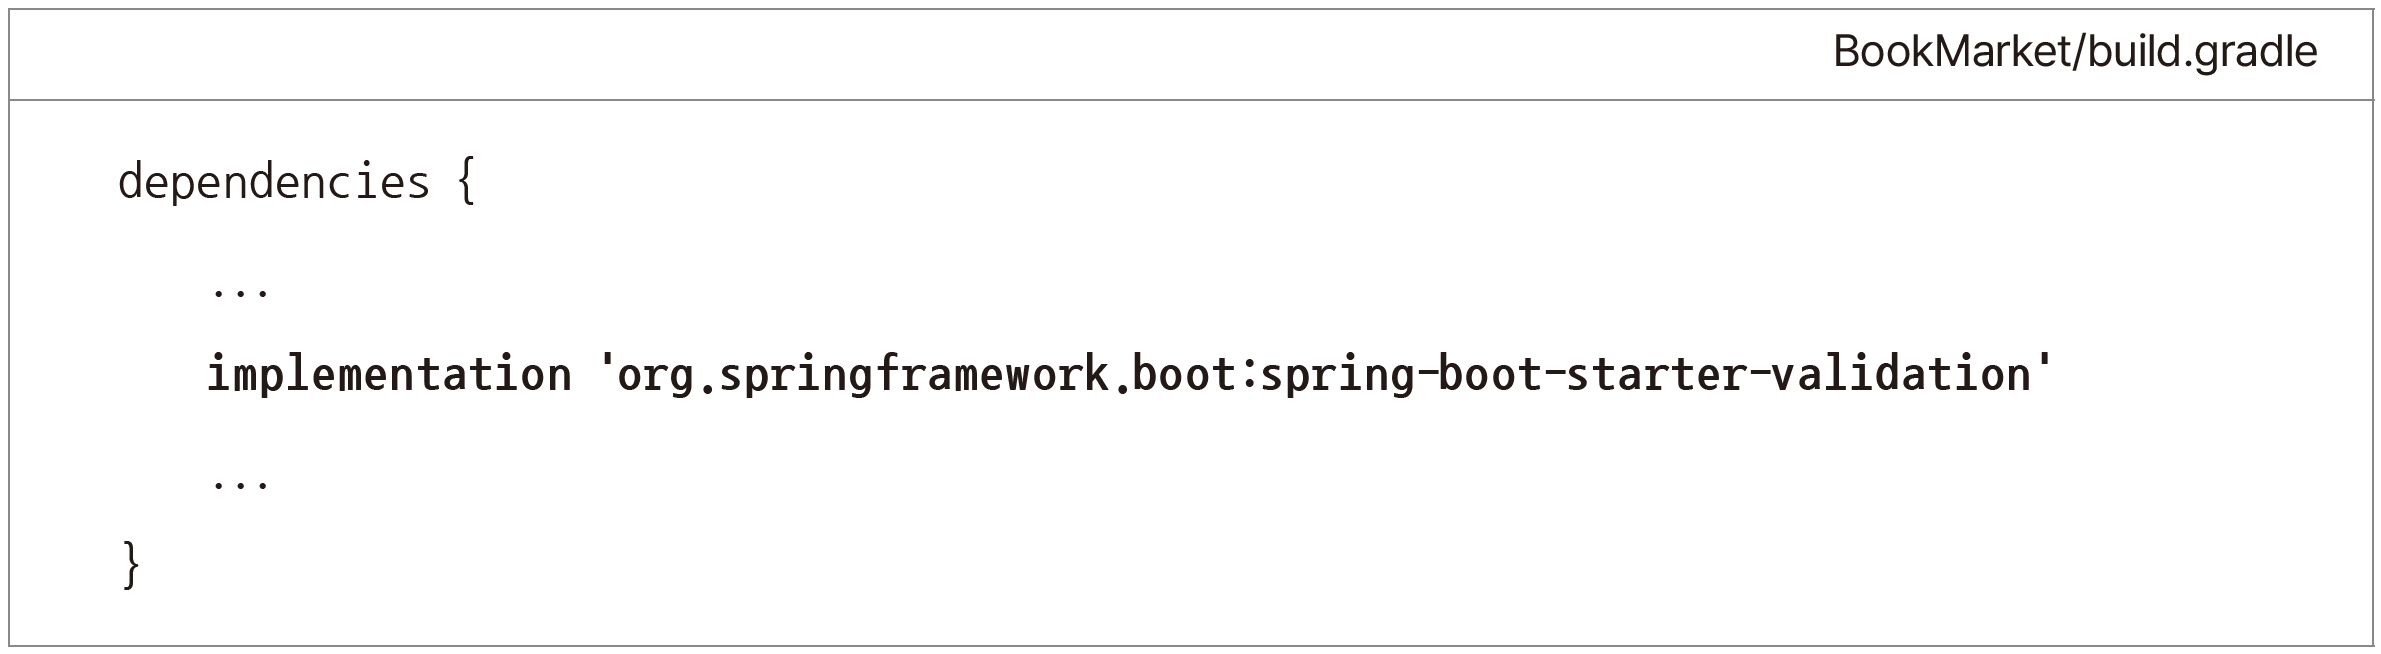 BookMarket/build.gradle
dependencies {
...
implementation 'org.springframework.boot:spring-boot-starter-validation'
...
}